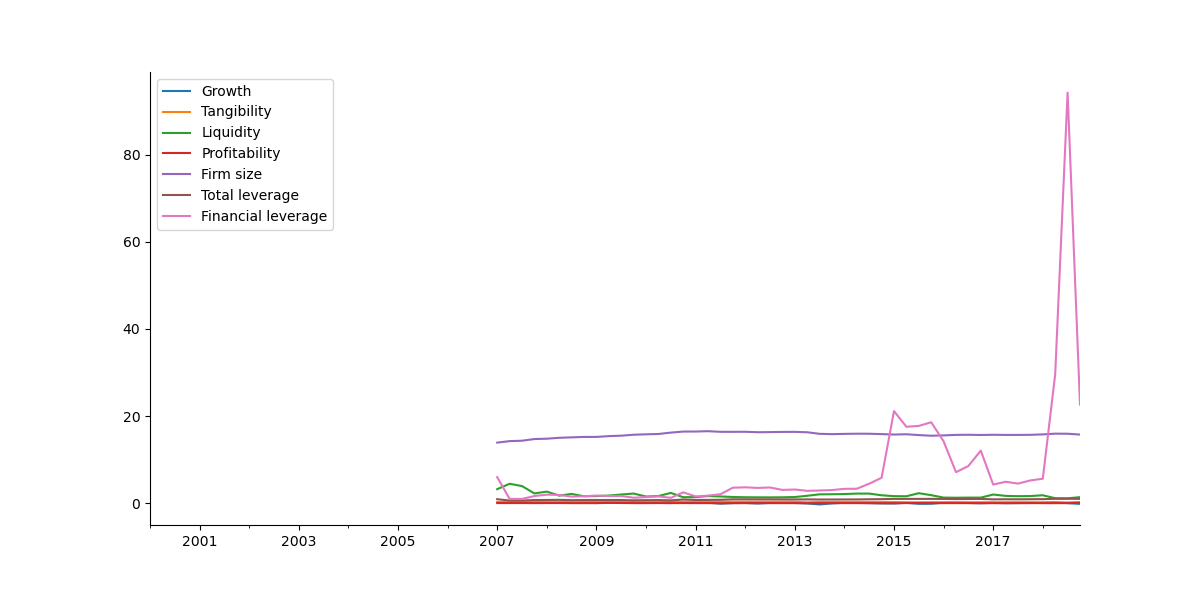 Growth
Tangibility
Liquidity
Profitability
Firm size
Total leverage
Financial leverage
80
60
40
20
0
2001 2003 2005 2007 2009 2011 2013 2015 2017